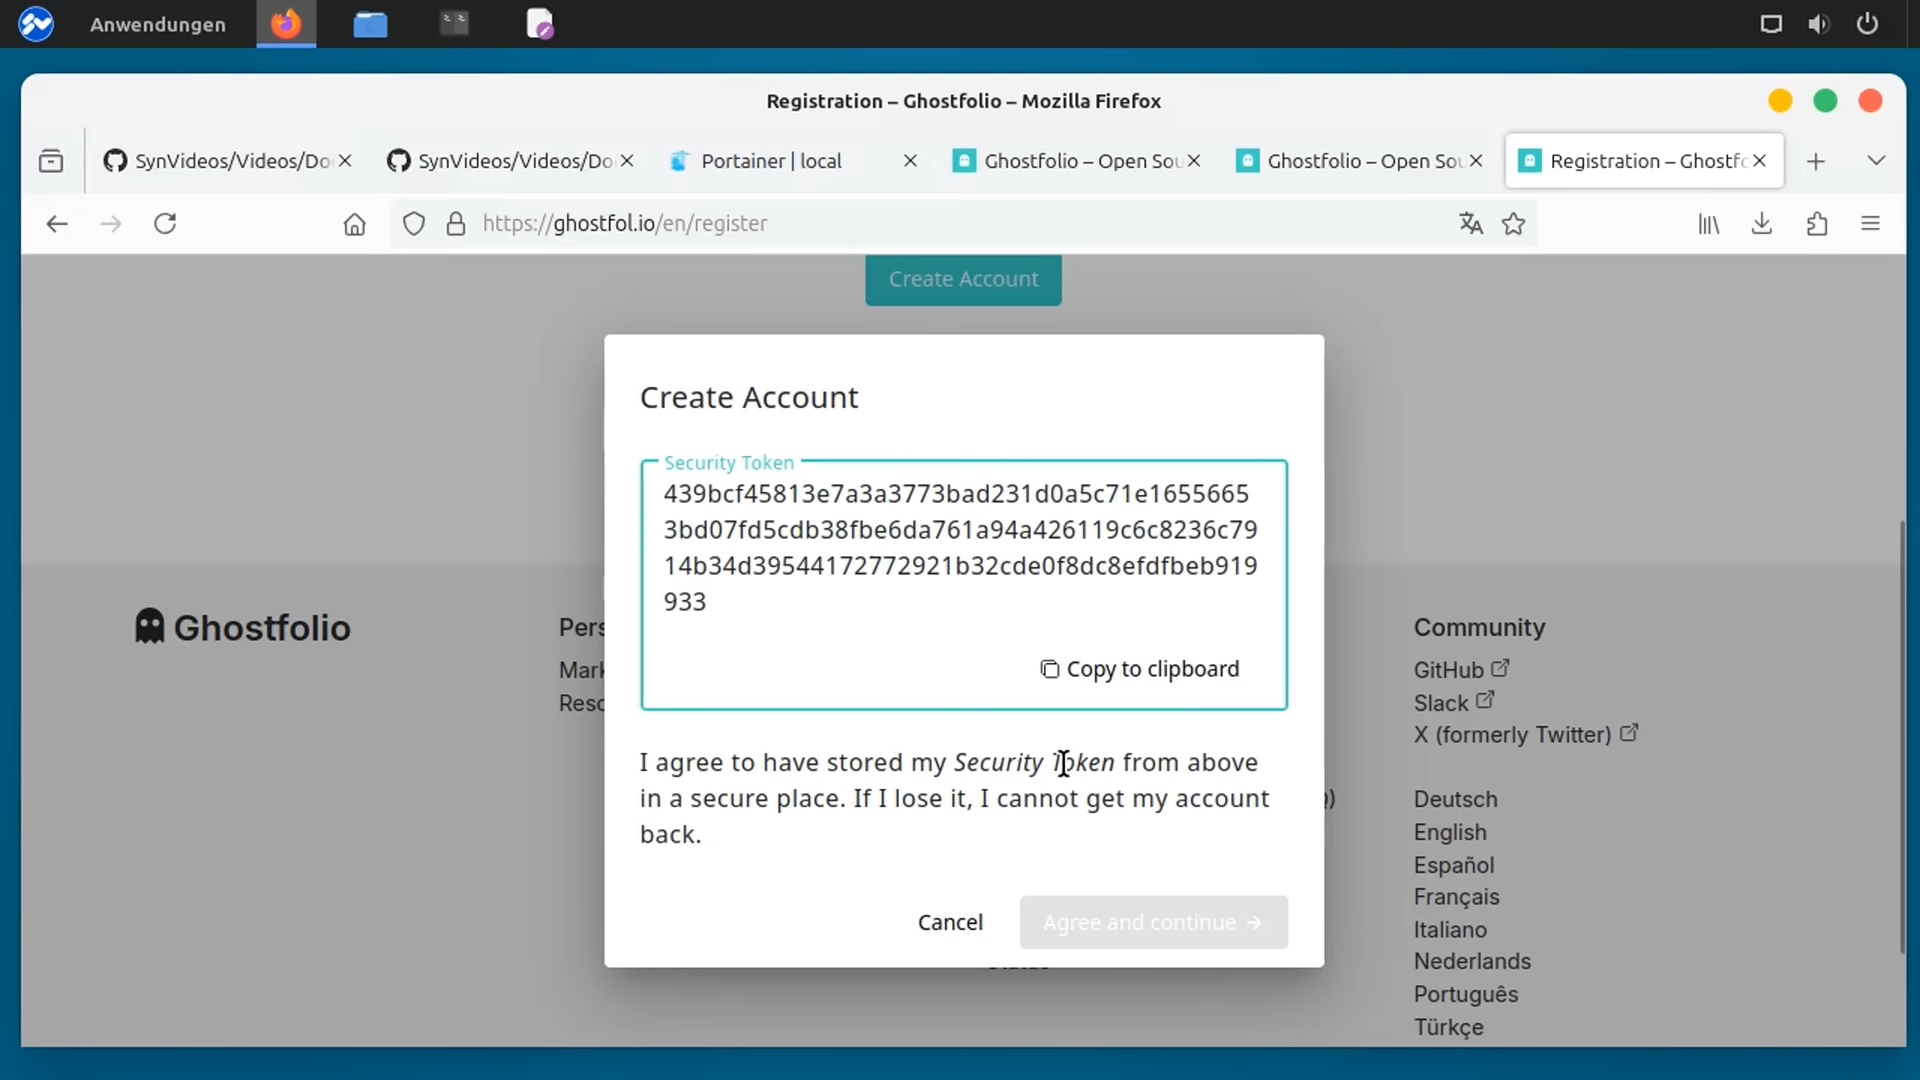 Anwendungen
Registration – Ghostfolio – Mozilla Firefox
SynVideos/Videos/Do
SynVideos/Videos/Do
Portainer | local
Ghostfolio – Open Sou
Ghostfolio – Open Sou
Registration – Ghostfo
https://ghostfol.io/en/register
Create Account
Create Account
Security Token
439bcf45813e7a3a3773bad231d0a5c71e1655665
3bd07fd5cdb38fbe6da761a94a426119c6c8236c79
14b34d39544172772921b32cde0f8dc8efdfbeb919
933
Copy to clipboard
I agree to have stored my Security Token from above
in a secure place. If I lose it, I cannot get my account
back.
Cancel
Agree and continue →
Ghostfolio
Pers
Mark
Reso
Community
GitHub
Slack
X (formerly Twitter)
Deutsch
English
Español
Français
Italiano
Nederlands
Português
Türkçe